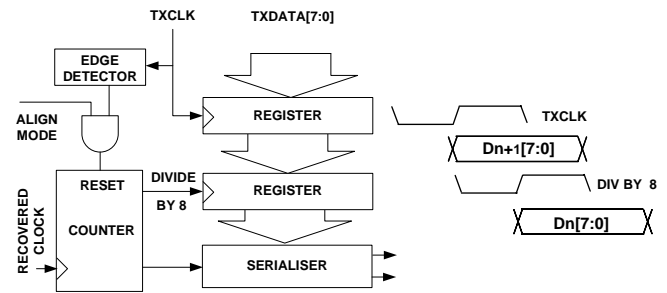 TXCLK
TXDATA[7:0]
EDGE
DETECTOR
ALIGN
MODE
REGISTER
TXCLK
Dn+1[7:0]
RESET
COUNTER
DIVIDE
BY 8
REGISTER
DIV BY 8
Dn[7:0]
RECOVERED
CLOCK
SERIALISER